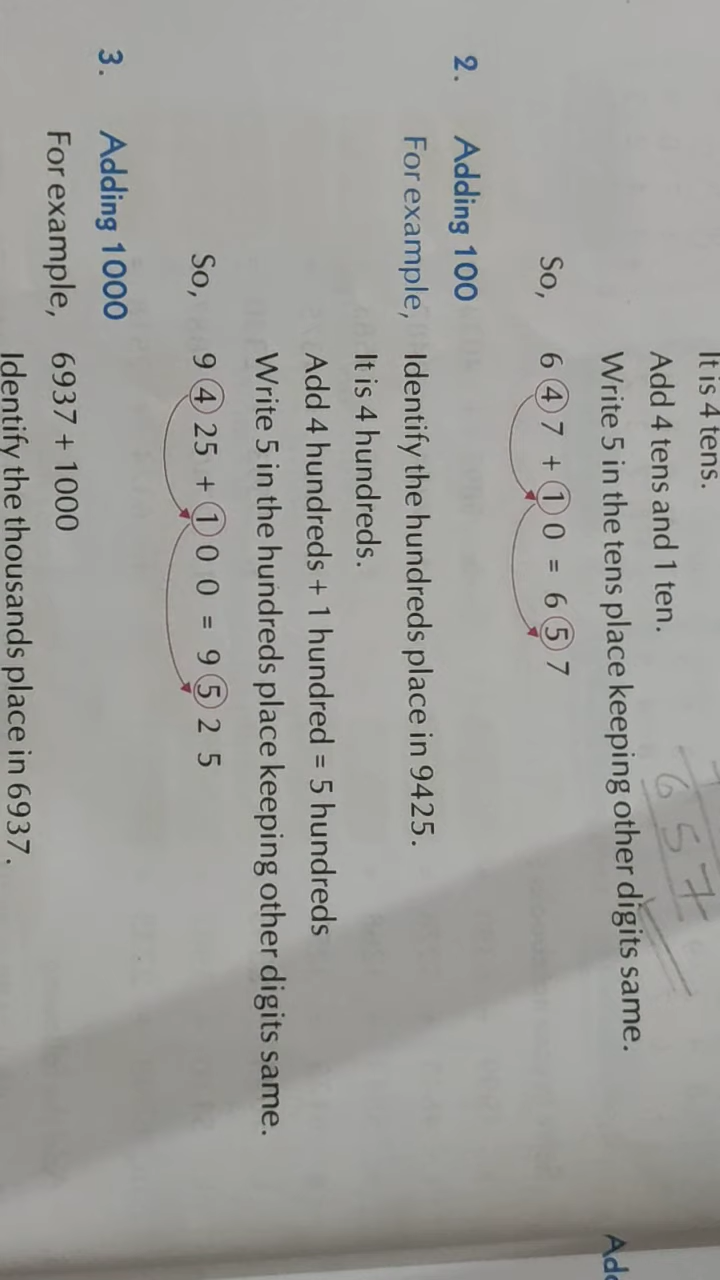 It is 4 tens.
Add 4 tens and 1 ten.
Write 5 in the tens place keeping other digits same.
So, 6 4 7 + 1 0 = 6 5 7
2. Adding 100
For example, Identify the hundreds place in 9425.
It is 4 hundreds.
Add 4 hundreds + 1 hundred = 5 hundreds
Write 5 in the hundreds place keeping other digits same.
So, 9 4 25 + 1 0 0 = 9 5 2 5
3. Adding 1000
For example, 6937 + 1000
Identify the thousands place in 6937.
6 5 7